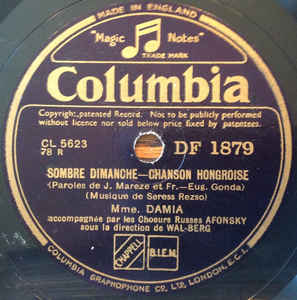 MADE IN ENGLAND
"Magic Notes"
TRADE MARK
Columbia
Copyright, patented Record. Not to be publicly performed
without licence nor sold below price fixed by
patentees.
CL 5623
78 R
DF 1879
SOMBRE DIMANCHE—CHANSON HONGROISE
(Paroles de J. Mareze et Fr.—Eug. Gonda)
(Musique de Seress Rezso)
Mme. DAMIA
accompagnée par les Choeurs Russes AFONSKY
sous la direction de WAL-BERG
CHAPPELL
B.I.E.M.
COLUMBIA GRAPHOPHONE Co. Ltd. LONDON, E.C.1.